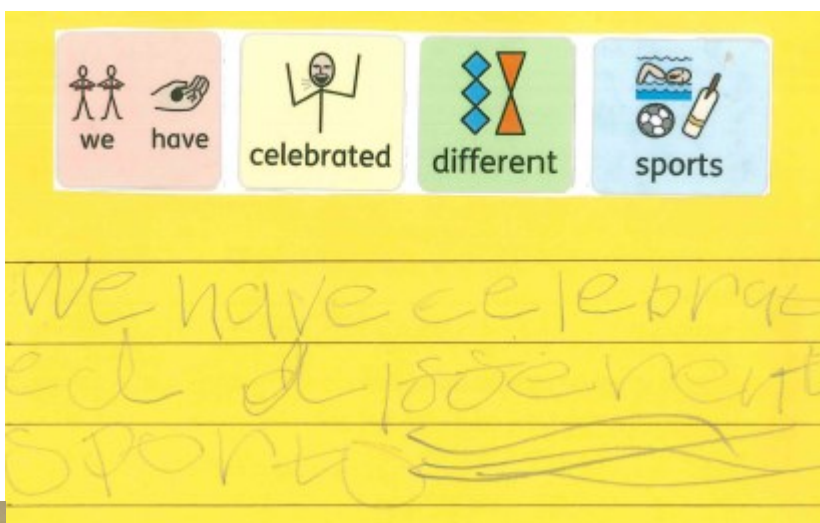 we have celebrated different sports
We have celebrat
ed different
sports